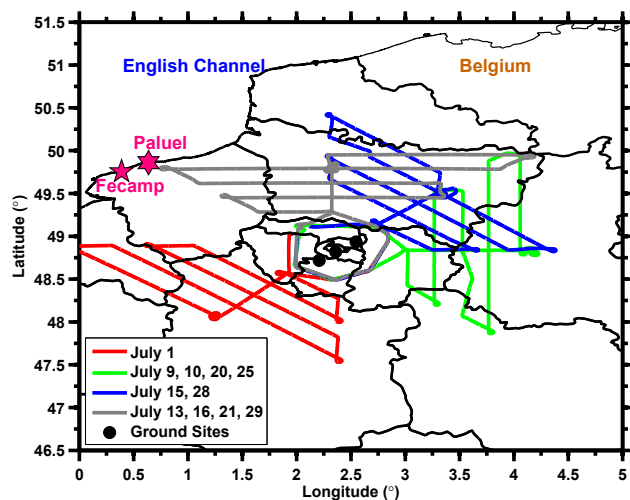 51.5
51
50.5
50
49.5
49
48.5
48
47.5
47
46.5
Latitude (°)
English Channel
Belgium
Paluel
Fecamp
July 1
July 9, 10, 20, 25
July 15, 28
July 13, 16, 21, 29
Ground Sites
0 0.5 1 1.5 2 2.5 3 3.5 4 4.5 5
Longitude (°)